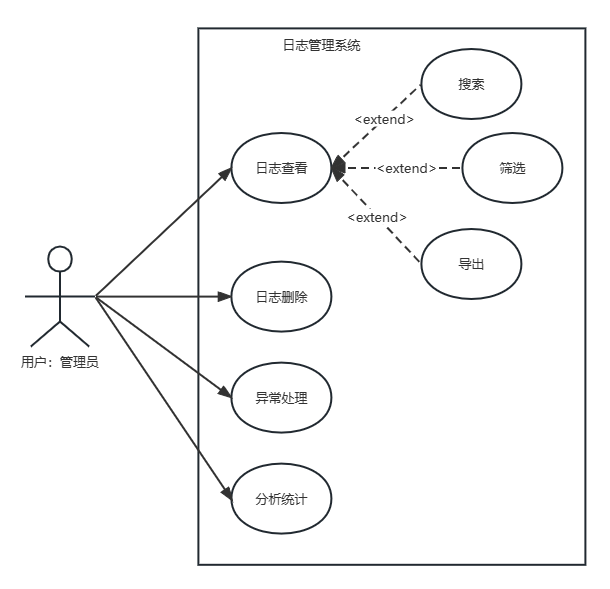 日志管理系统
搜索
<extend>
日志查看
<extend>
筛选
<extend>
导出
日志删除
用户：管理员
异常处理
分析统计